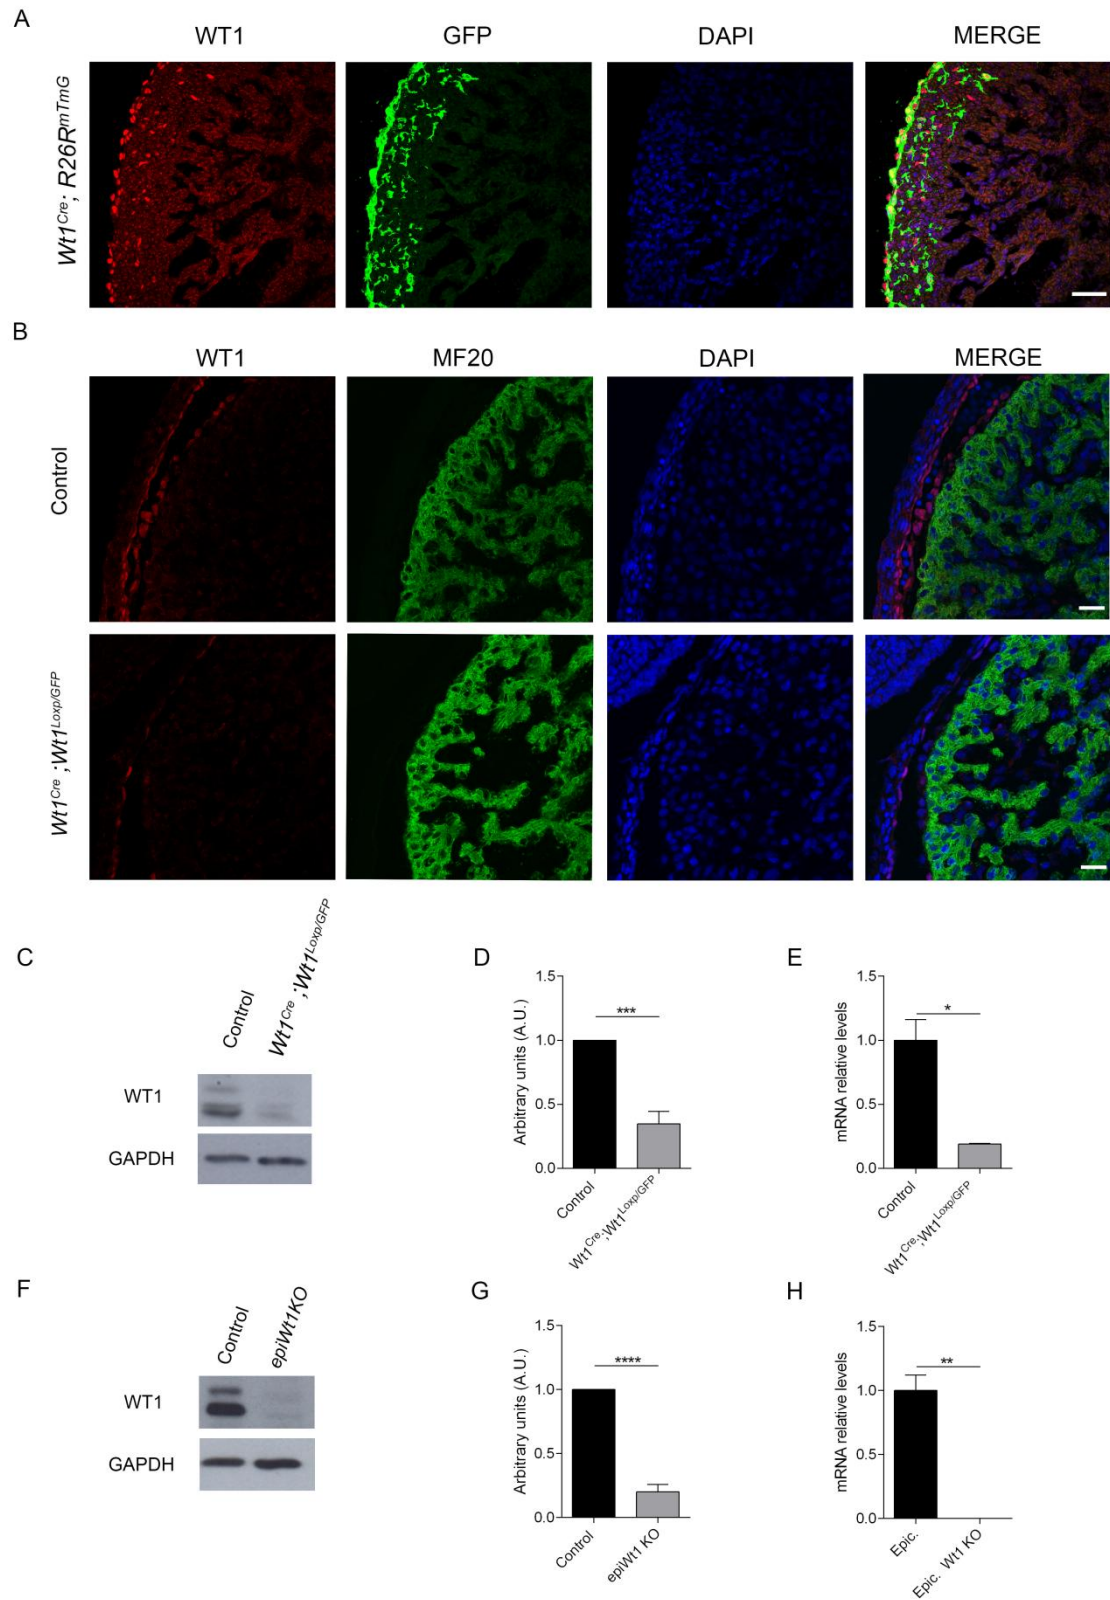 A
WT1 GFP DAPI MERGE
Wt1Cre; R26RmTmG
B
WT1 MF20 DAPI MERGE
Control
Wt1Cre ;Wt1Loxp/GFP
C
Control Wt1Cre ;Wt1Loxp/GFP
WT1
GAPDH
D
Arbitrary units (A.U.)
1.5
1.0
0.5
0.0
***
Control Wt1Cre;Wt1Loxp/GFP
E
mRNA relative levels
1.5
1.0
0.5
0.0
*
Control Wt1Cre;Wt1Loxp/GFP
F
Control epiWt1KO
WT1
GAPDH
G
Arbitrary units (A.U.)
1.5
1.0
0.5
0.0
****
Control epiWt1 KO
H
mRNA relative levels
1.5
1.0
0.5
0.0
**
Epic. Epic. Wt1 KO